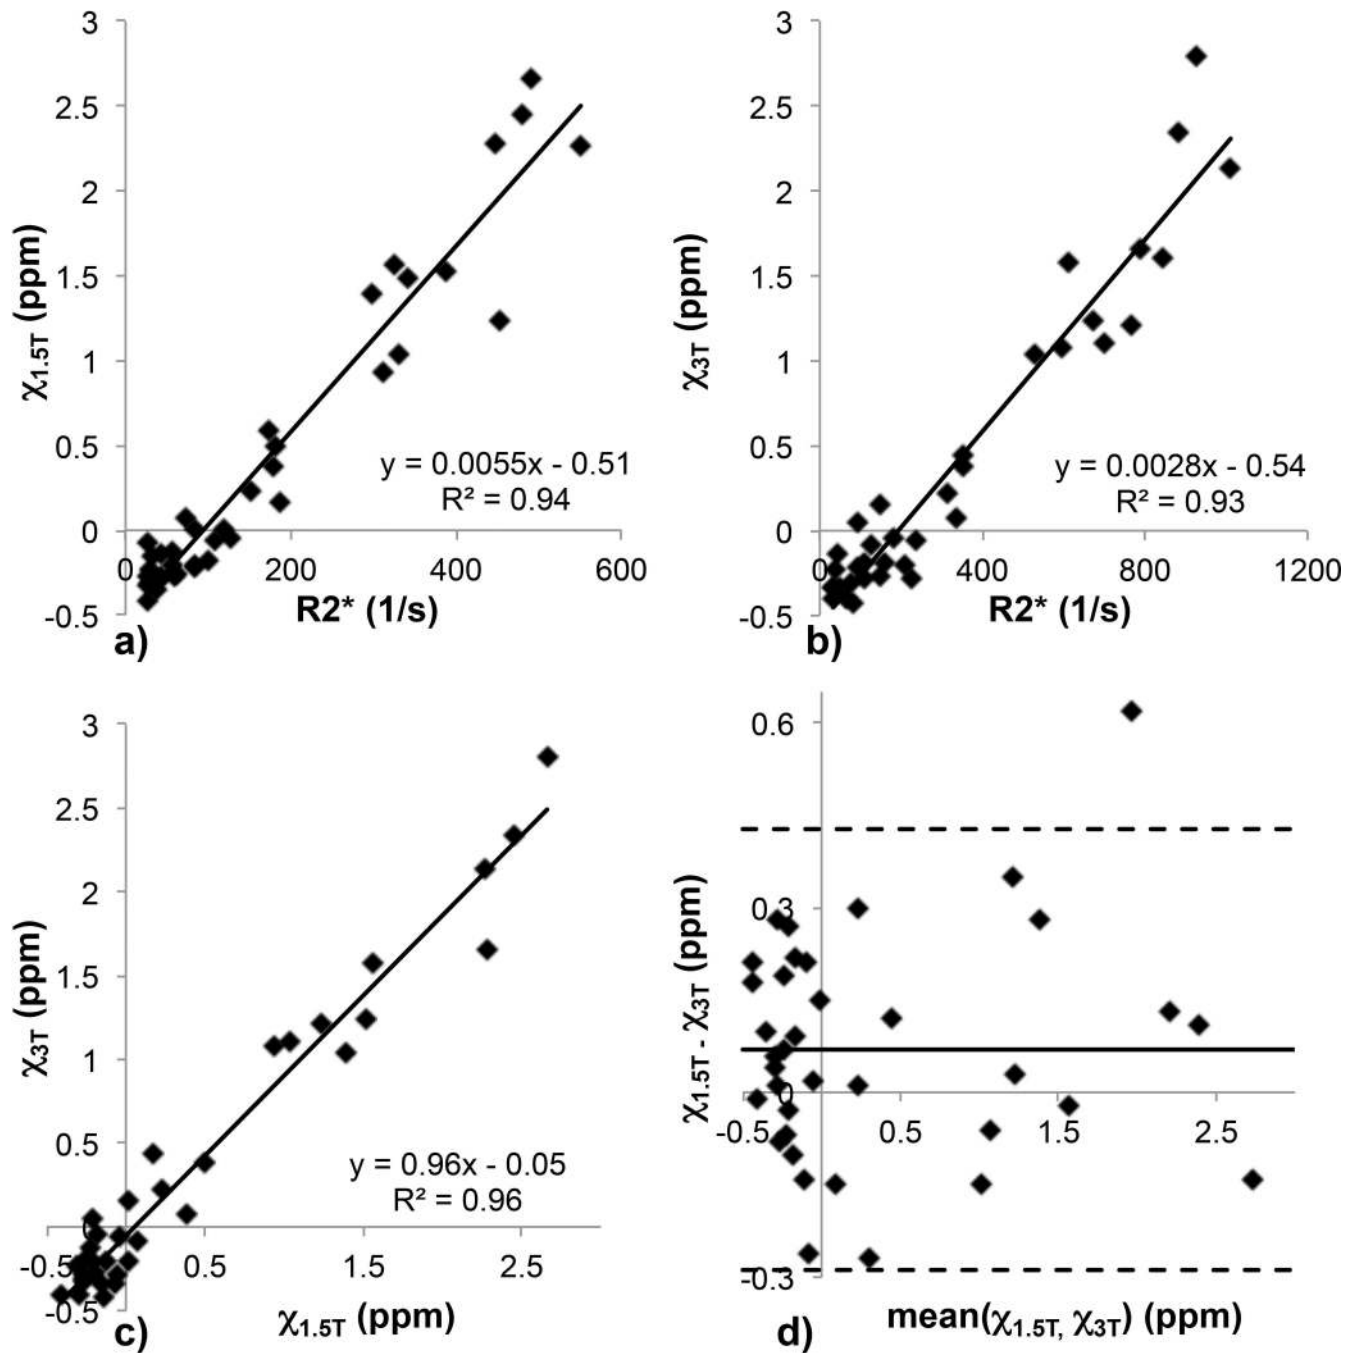 3
2.5
2
1.5
1
0.5
0
-0.5
χ1.5T (ppm)
0 200 400 600
R2* (1/s)
y = 0.0055x - 0.51
R² = 0.94
a)
3
2.5
2
1.5
1
0.5
0
-0.5
χ3T (ppm)
0 400 800 1200
R2* (1/s)
y = 0.0028x - 0.54
R² = 0.93
b)
3
2.5
2
1.5
1
0.5
0
-0.5
χ3T (ppm)
-0.5 0.5 1.5 2.5
χ1.5T (ppm)
y = 0.96x - 0.05
R² = 0.96
c)
0.6
0.3
0
-0.3
χ1.5T - χ3T (ppm)
-0.5 0.5 1.5 2.5
mean(χ1.5T, χ3T) (ppm)
d)